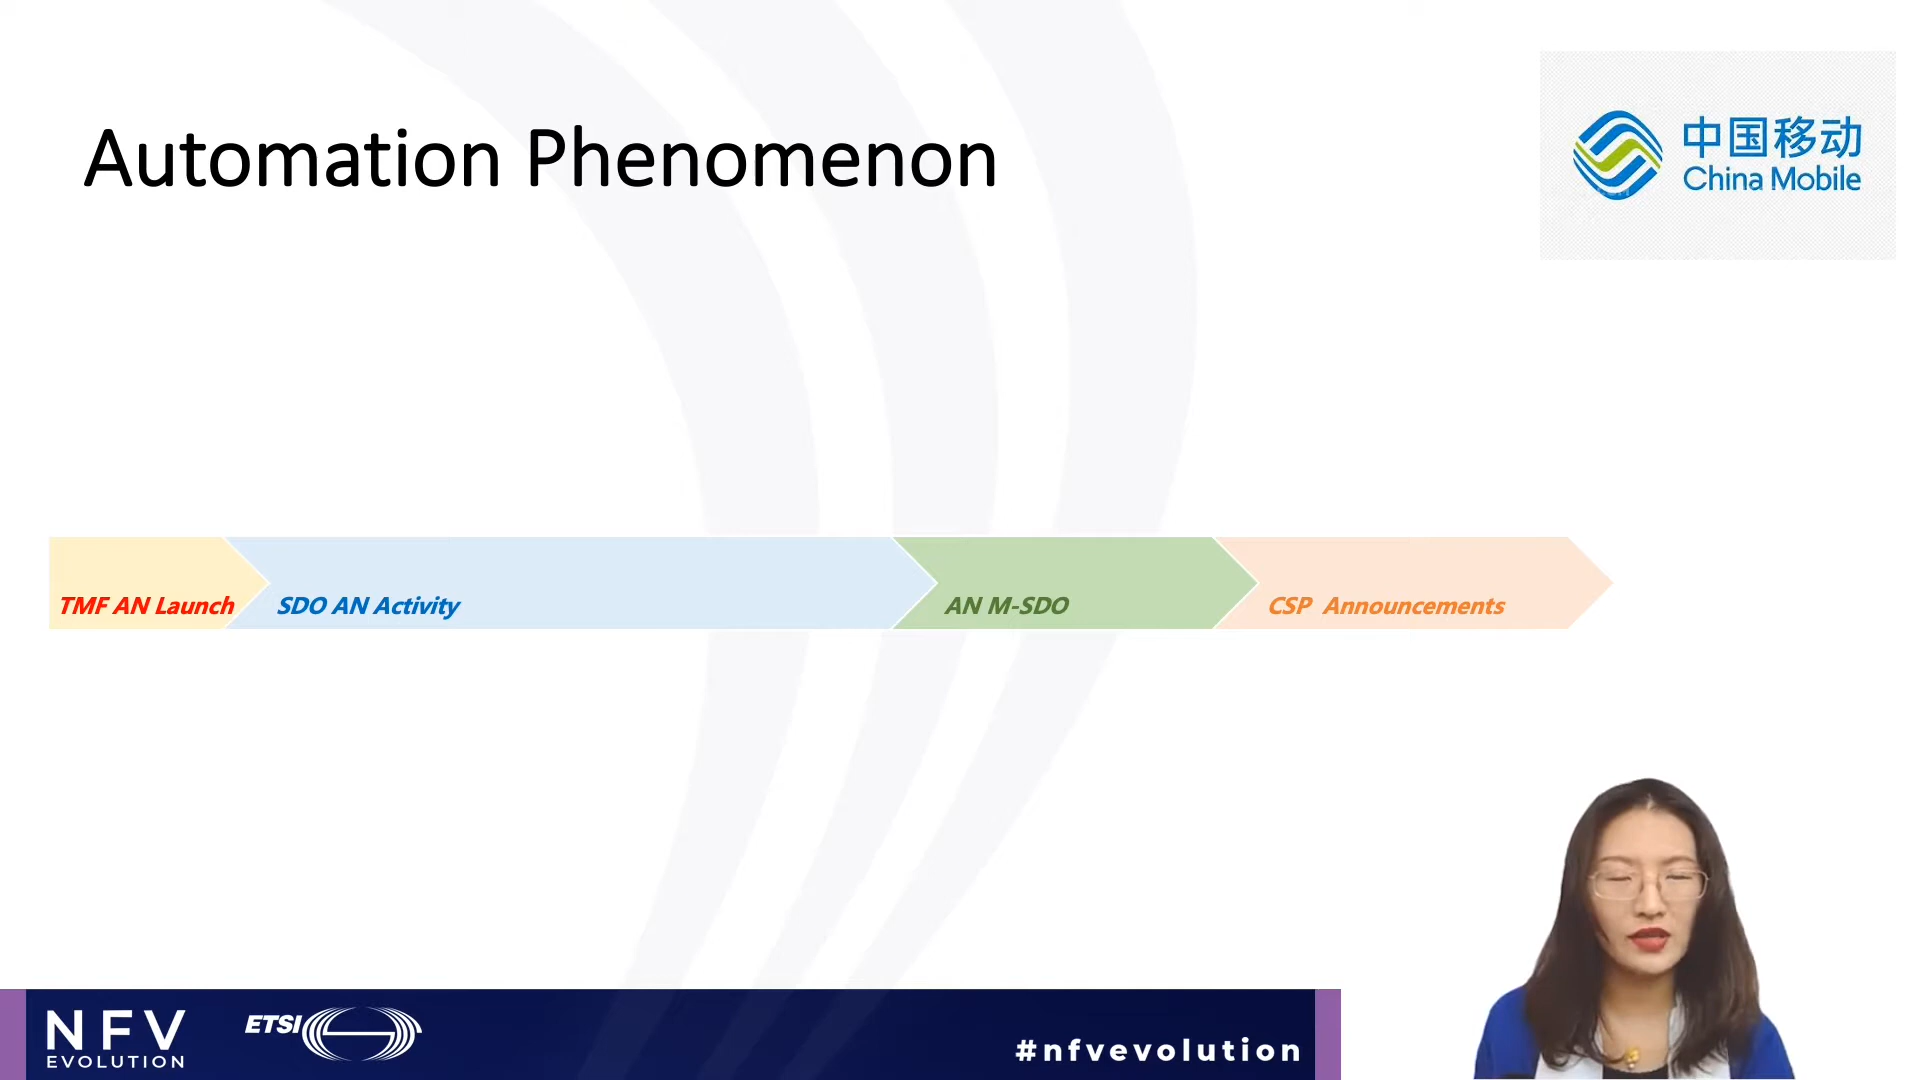 Automation Phenomenon
中国移动
China Mobile
TMF AN Launch
SDO AN Activity
AN M-SDO
CSP Announcements
NFV
EVOLUTION
ETSI
#nfvevolution